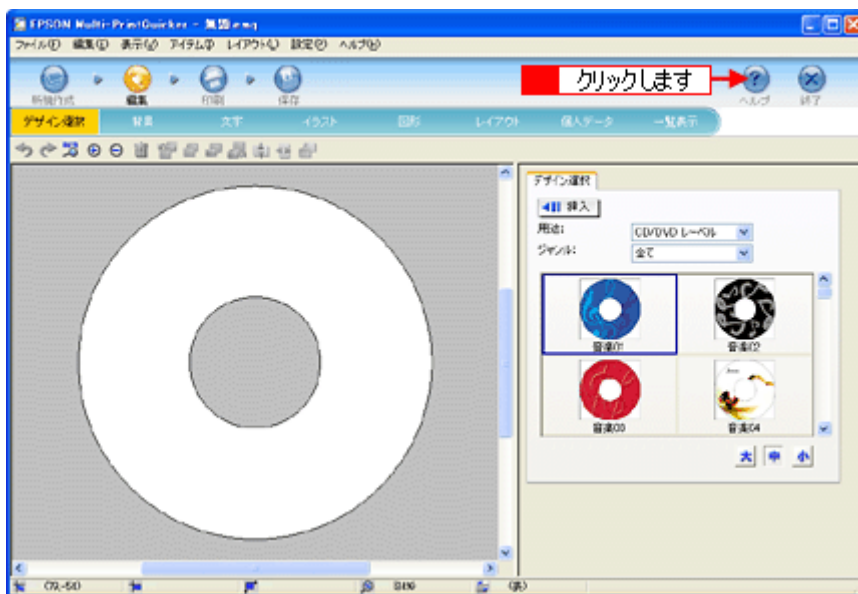 EPSON Multi-PrintQuicker - 無題.emq
ファイル(F) 編集(E) 表示(V) アイテム(I) レイアウト(L) 設定(O) ヘルプ(H)
新規作成 編集 印刷 保存 ヘルプ 終了
クリックします
デザイン選択 背景 文字 イラスト 図形 レイアウト 個人データ 一覧表示
デザイン選択
挿入
用途: CD/DVD レーベル
ジャンル: 全て
音楽01 音楽02
音楽03 音楽04
大 中 小